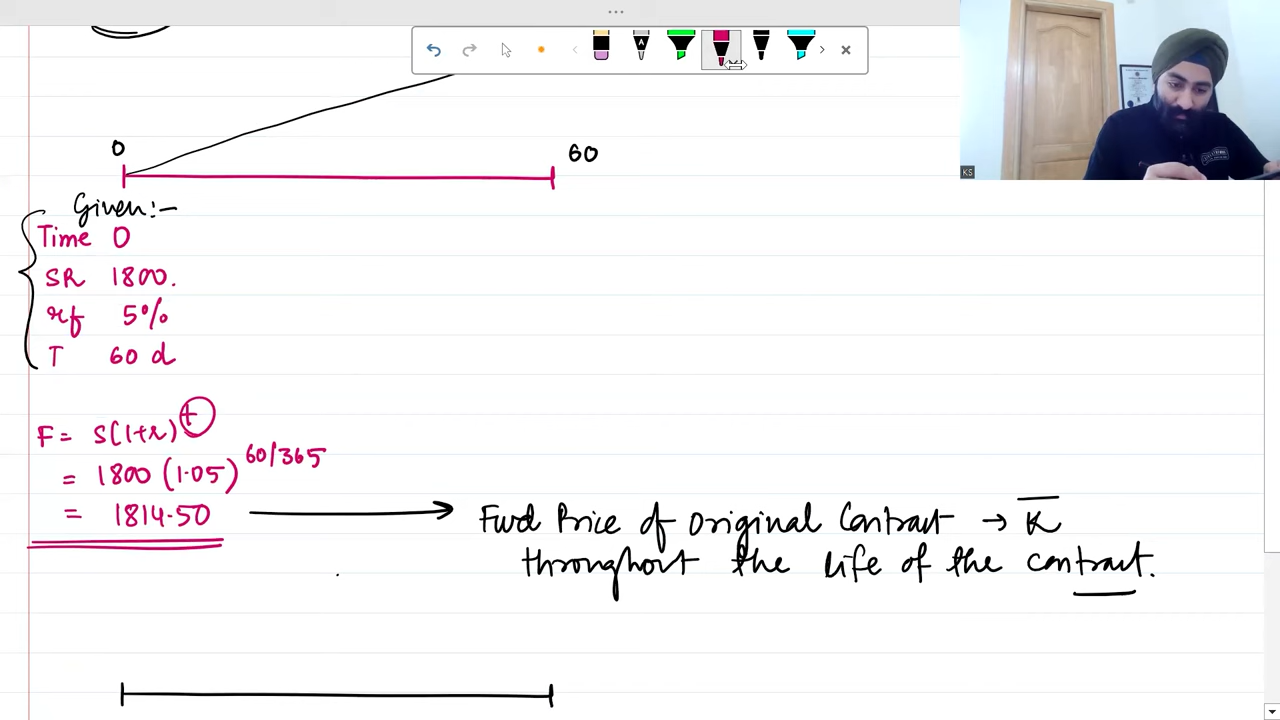 0
60
Given:-
Time 0
SR 1800.
rf 5%
T 60 d
F = S(1+r)^t
= 1800 (1.05)^60/365
= 1814.50
Fwd Price of Original Contract → K
throughout the life of the contract.
KS